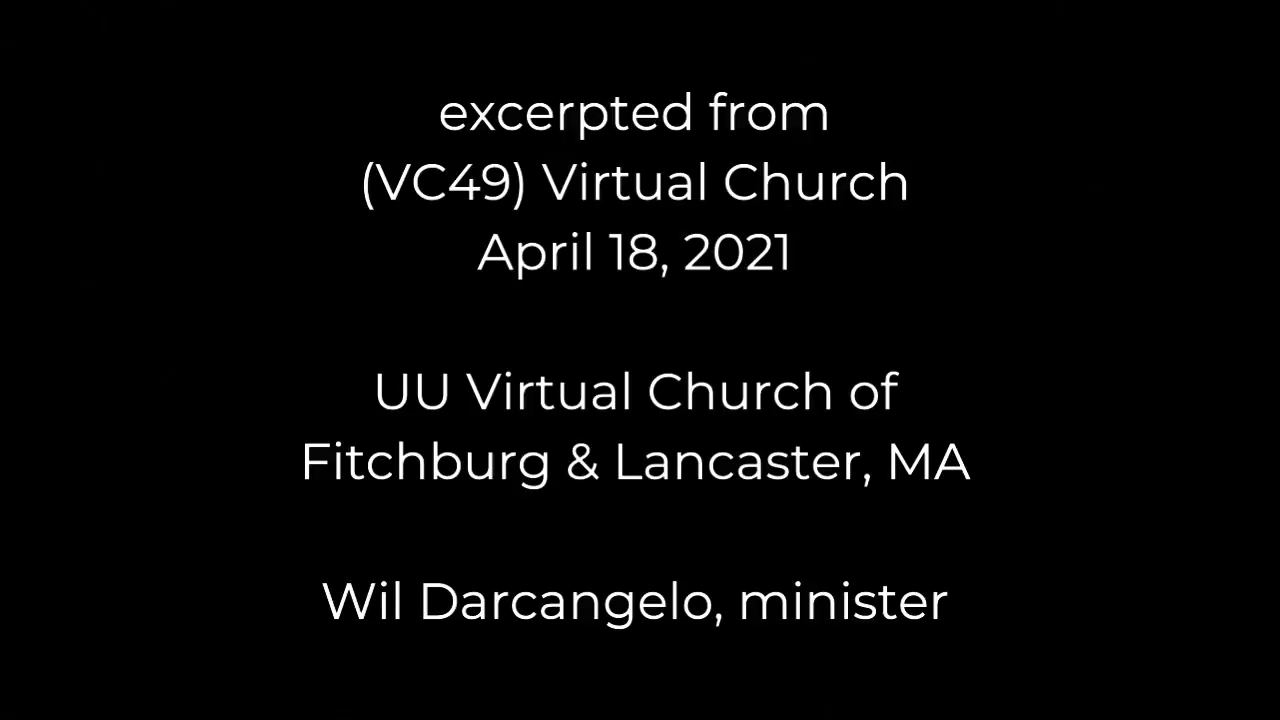 excerpted from
(VC49) Virtual Church
April 18, 2021
UU Virtual Church of
Fitchburg & Lancaster, MA
Wil Darcangelo, minister